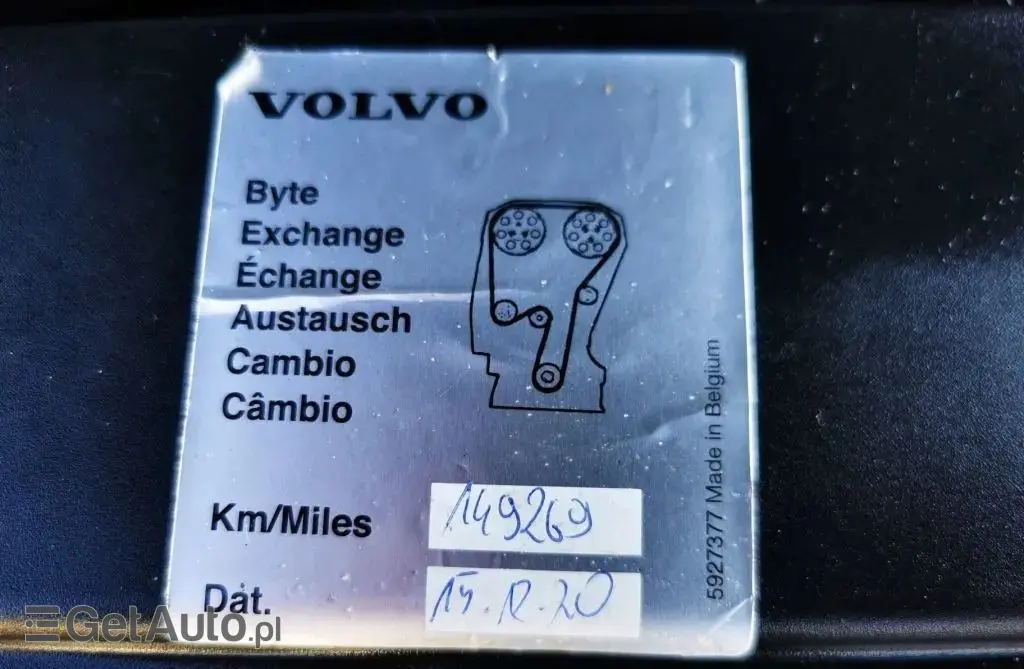 VOLVO
Byte
Exchange
Échange
Austausch
Cambio
Câmbio
Km/Miles 149269
Dat. 15.12.20
5927377 Made in Belgium
GetAuto.pl